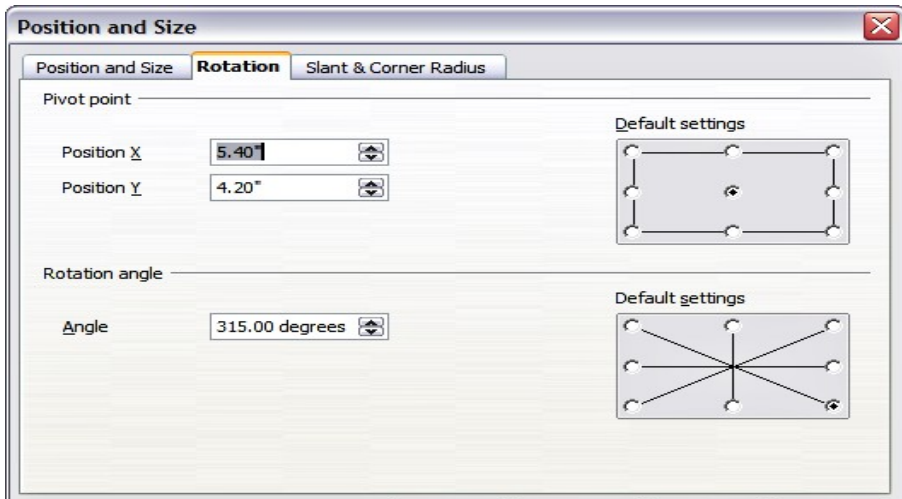 Position and Size
Position and Size Rotation Slant & Corner Radius
Pivot point
Default settings
Position X 5.40"
Position Y 4.20"
Rotation angle
Default settings
Angle 315.00 degrees